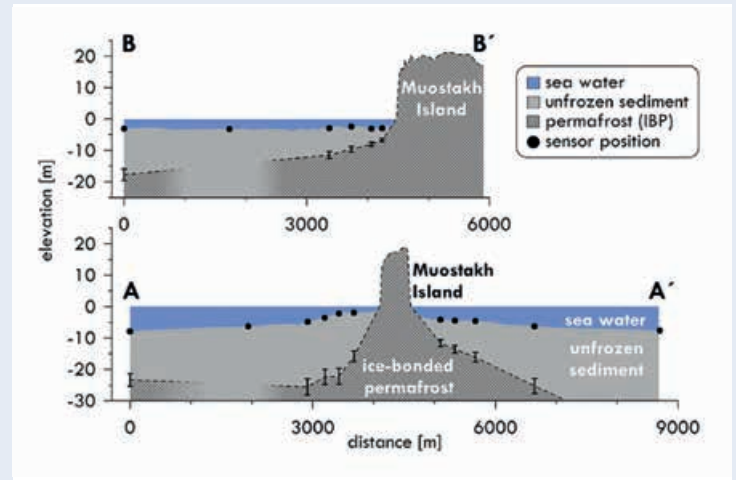 B
B´
20
10
0
-10
-20
Muostakh
Island
0
3000
6000
sea water
unfrozen sediment
permafrost (IBP)
sensor position
elevation [m]
A
A´
20
10
0
-10
-20
-30
Muostakh
Island
sea water
unfrozen
sediment
ice-bonded
permafrost
0
3000
6000
9000
distance [m]